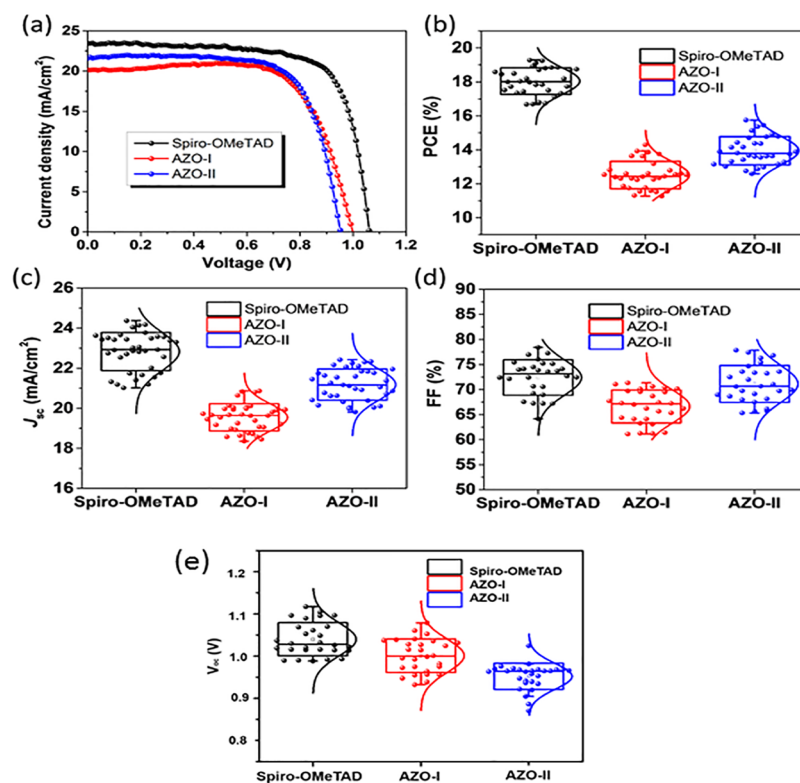 (a)
Current density (mA/cm²)
25
20
15
10
5
0
Spiro-OMeTAD
AZO-I
AZO-II
0.0 0.2 0.4 0.6 0.8 1.0 1.2
Voltage (V)
(b)
PCE (%)
20
18
16
14
12
10
Spiro-OMeTAD
AZO-I
AZO-II
Spiro-OMeTAD AZO-I AZO-II
(c)
Jsc (mA/cm²)
26
24
22
20
18
16
Spiro-OMeTAD
AZO-I
AZO-II
Spiro-OMeTAD AZO-I AZO-II
(d)
FF (%)
90
85
80
75
70
65
60
55
50
Spiro-OMeTAD
AZO-I
AZO-II
Spiro-OMeTAD AZO-I AZO-II
(e)
Voc (V)
1.2
1.1
1.0
0.9
0.8
Spiro-OMeTAD
AZO-I
AZO-II
Spiro-OMeTAD AZO-I AZO-II